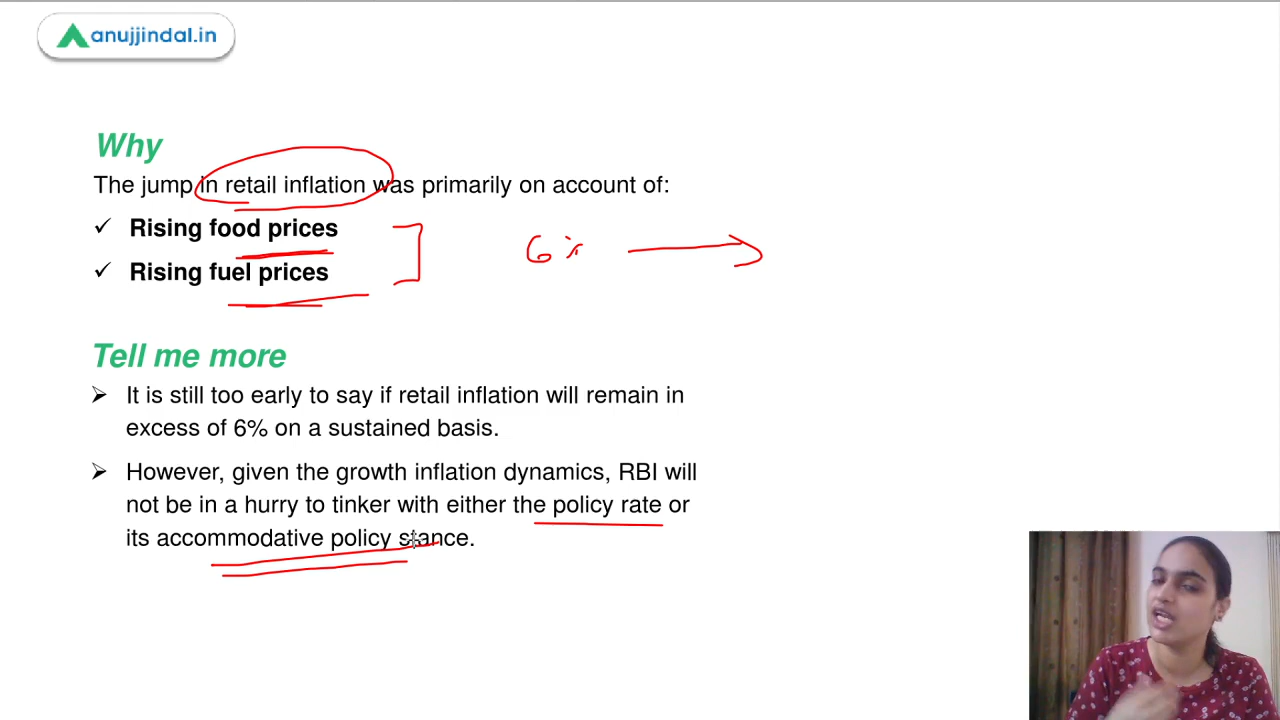 anujjindal.in
Why
The jump in retail inflation was primarily on account of:
✓ Rising food prices
✓ Rising fuel prices
6%
Tell me more
➢ It is still too early to say if retail inflation will remain in
excess of 6% on a sustained basis.
➢ However, given the growth inflation dynamics, RBI will
not be in a hurry to tinker with either the policy rate or
its accommodative policy stance.